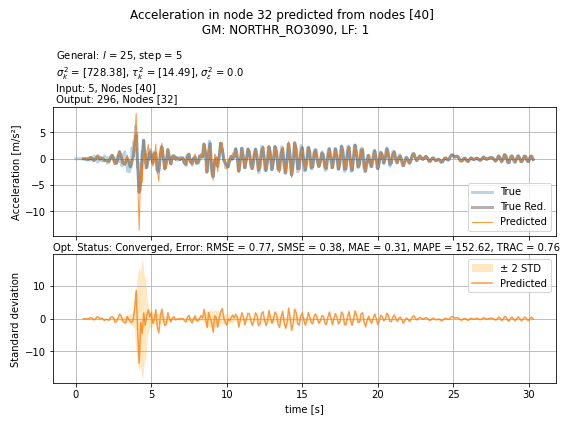 Acceleration in node 32 predicted from nodes [40]
GM: NORTHR_RO3090, LF: 1
General: l = 25, step = 5
σ²ₖ = [728.38], τ²ₖ = [14.49], σ²ε = 0.0
Input: 5, Nodes [40]
Output: 296, Nodes [32]
Acceleration [m/s²]
5
0
−5
−10
True
True Red.
Predicted
Opt. Status: Converged, Error: RMSE = 0.77, SMSE = 0.38, MAE = 0.31, MAPE = 152.62, TRAC = 0.76
Standard deviation
10
0
−10
± 2 STD
Predicted
0 5 10 15 20 25 30
time [s]